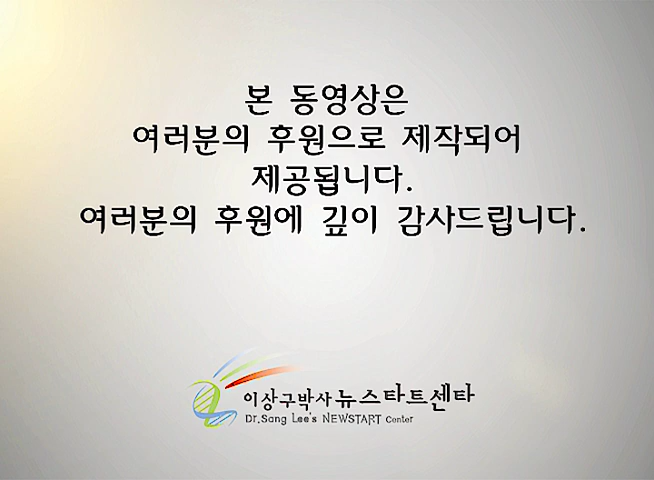 본 동영상은
여러분의 후원으로 제작되어
제공됩니다.
여러분의 후원에 깊이 감사드립니다.
이상구박사 뉴스타트센타
Dr.Sang Lee's NEWSTART Center